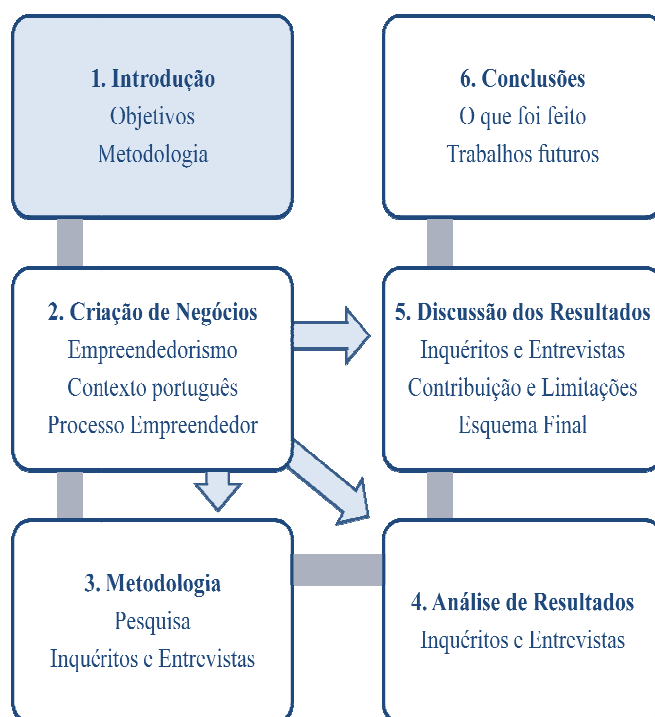 1. Introdução
Objetivos
Metodologia
2. Criação de Negócios
Empreendedorismo
Contexto português
Processo Empreendedor
3. Metodologia
Pesquisa
Inquéritos e Entrevistas
4. Análise de Resultados
Inquéritos e Entrevistas
5. Discussão dos Resultados
Inquéritos e Entrevistas
Contribuição e Limitações
Esquema Final
6. Conclusões
O que foi feito
Trabalhos futuros